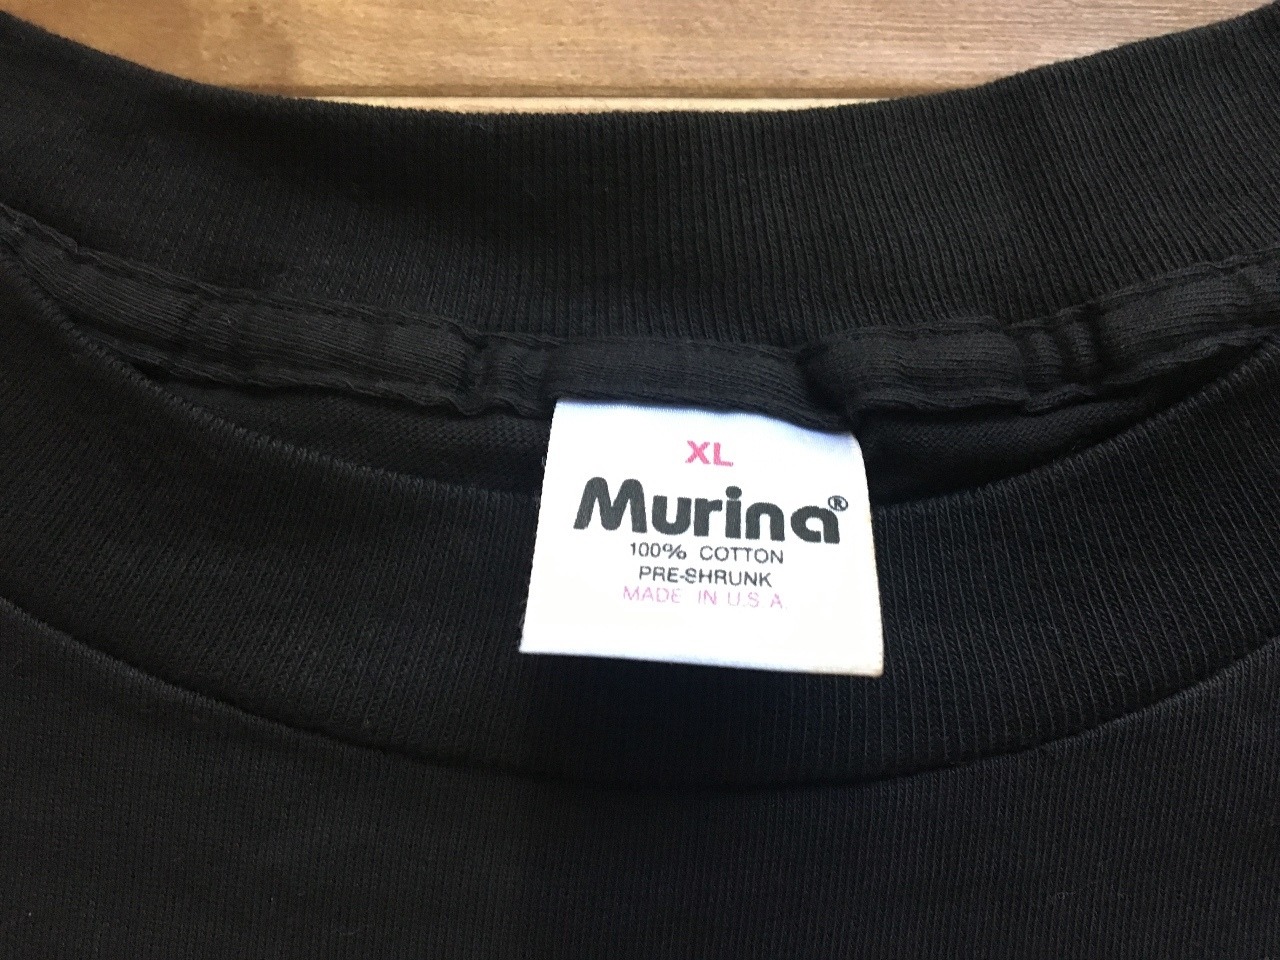 XL
Murina®
100% COTTON
PRE-SHRUNK
MADE IN U.S.A.